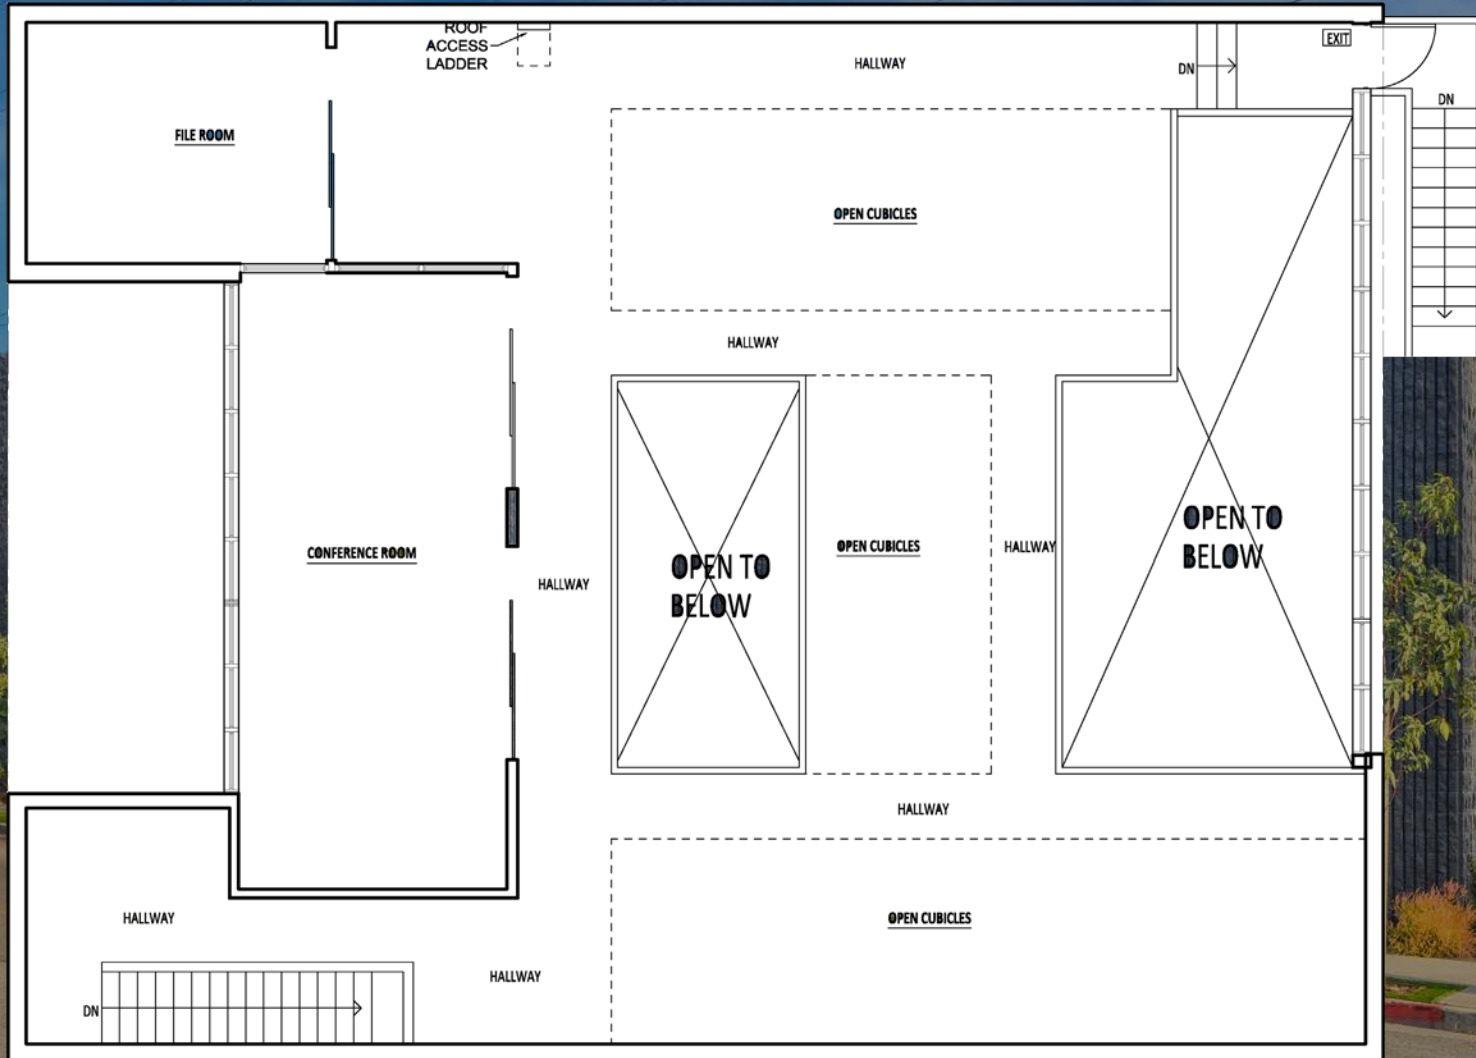 ROOF
ACCESS
LADDER
HALLWAY
DN
EXIT
DN
FILE ROOM
OPEN CUBICLES
HALLWAY
OPEN TO
BELOW
CONFERENCE ROOM
OPEN CUBICLES
HALLWAY
HALLWAY
OPEN TO
BELOW
HALLWAY
HALLWAY
OPEN CUBICLES
HALLWAY
DN